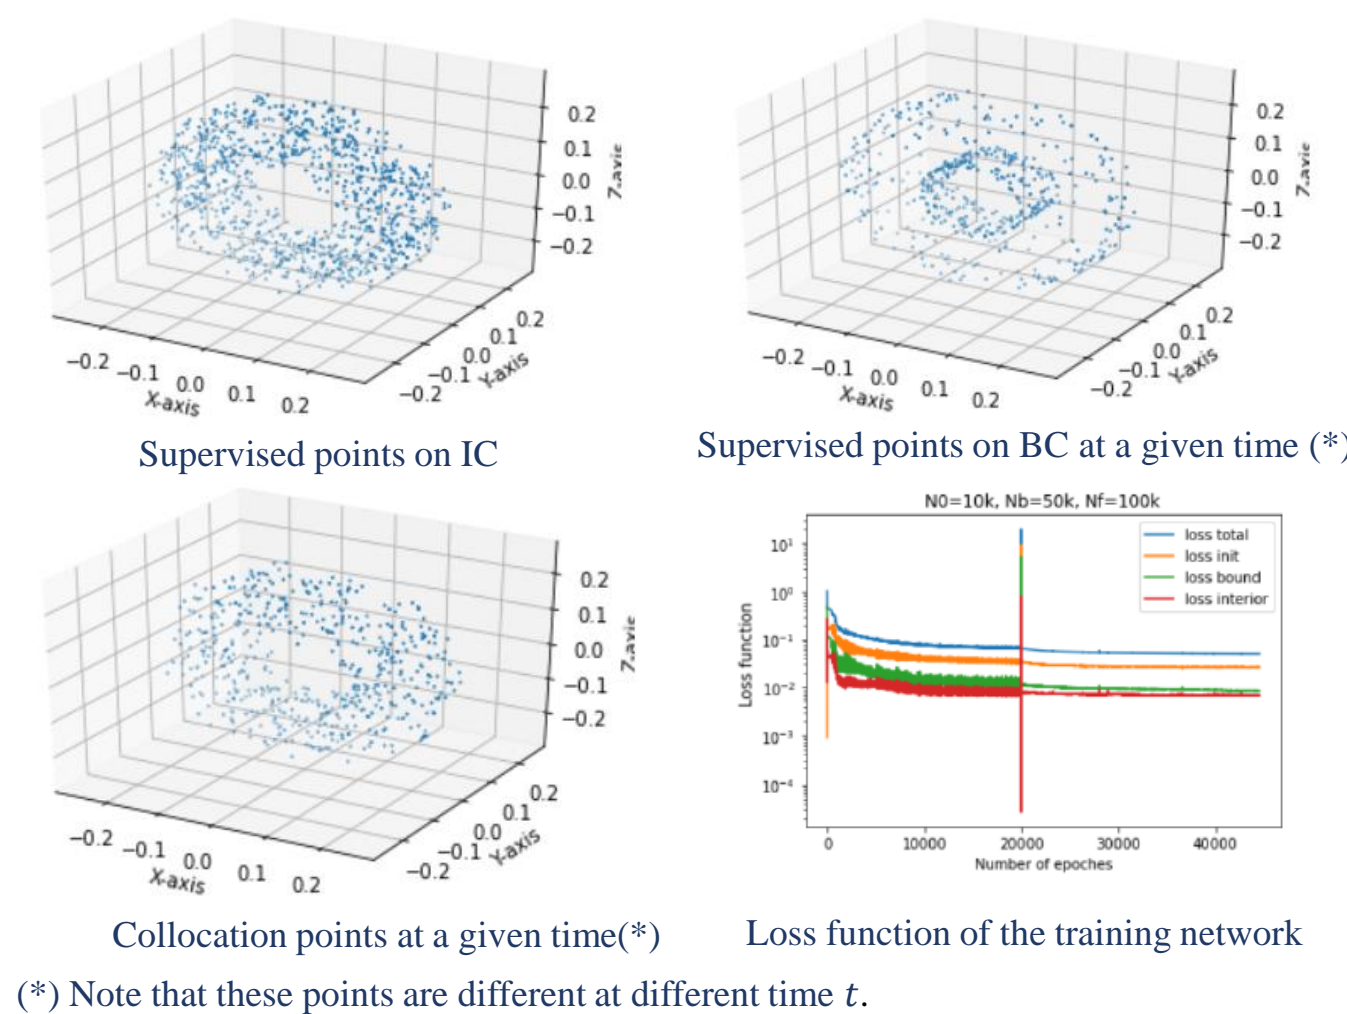 0.2
0.1
0.0
−0.1
−0.2
−0.2
−0.1
0.0
0.1
0.2
X-axis
−0.2
−0.1
0.0
0.1
0.2
Y-axis
Supervised points on IC
0.2
0.1
0.0
−0.1
−0.2
−0.2
−0.1
0.0
0.1
0.2
X-axis
−0.2
−0.1
0.0
0.1
0.2
Y-axis
Supervised points on BC at a given time (*)
0.2
0.1
0.0
−0.1
−0.2
−0.2
−0.1
0.0
0.1
0.2
X-axis
−0.2
−0.1
0.0
0.1
0.2
Y-axis
Collocation points at a given time(*)
N0=10k, Nb=50k, Nf=100k
loss total
loss init
loss bound
loss interior
Loss function
10¹
10⁰
10⁻¹
10⁻²
10⁻³
10⁻⁴
0 10000 20000 30000 40000
Number of epoches
Loss function of the training network
(*) Note that these points are different at different time t.